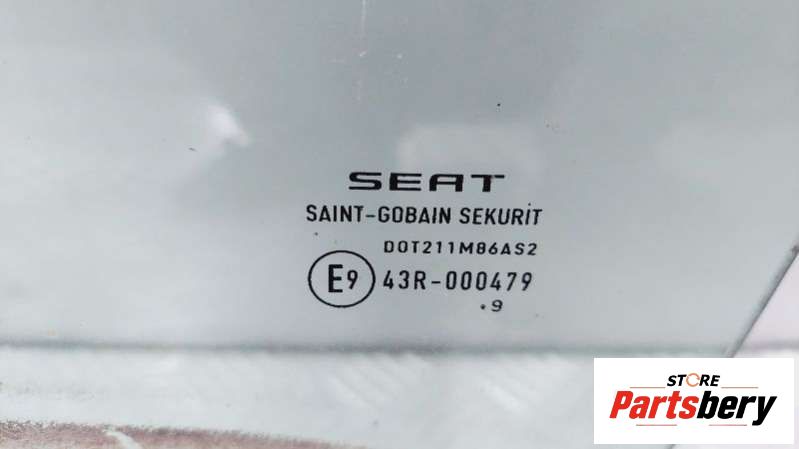 SEAT
SAINT-GOBAIN SEKURIT
DOT211M86AS2
E9 43R-000479
.9
STORE
Partsbery